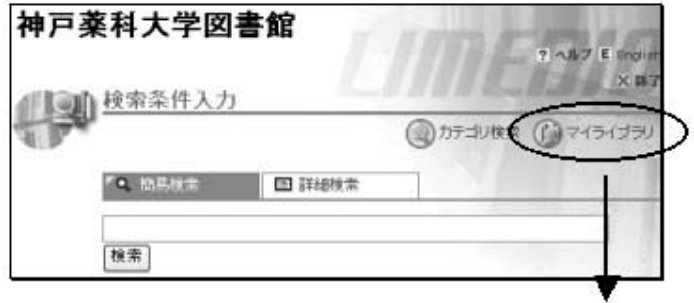 神戸薬科大学図書館
LIMEDIO
? ヘルプ E English
× 終了
検索条件入力
カテゴリ検索 マイライブラリ
簡易検索 詳細検索
検索